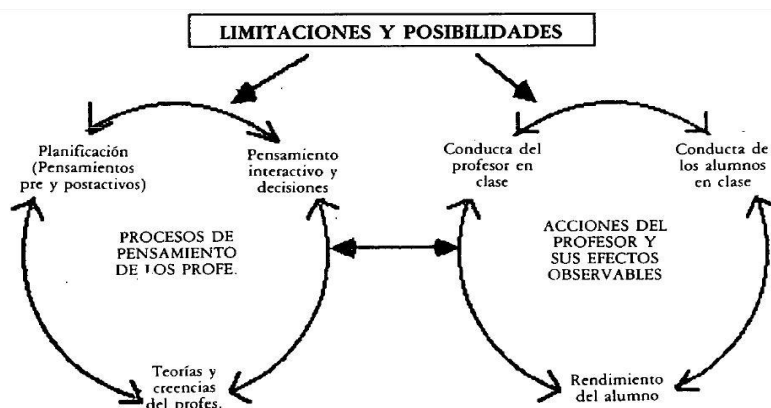 LIMITACIONES Y POSIBILIDADES
Planificación
(Pensamientos
pre y postactivos)
Pensamiento
interactivo y
decisiones
PROCESOS DE
PENSAMIENTO
DE LOS PROFE.
Teorías y
creencias
del profes.
Conducta del
profesor en
clase
Conducta de
los alumnos
en clase
ACCIONES DEL
PROFESOR Y
SUS EFECTOS
OBSERVABLES
Rendimiento
del alumno